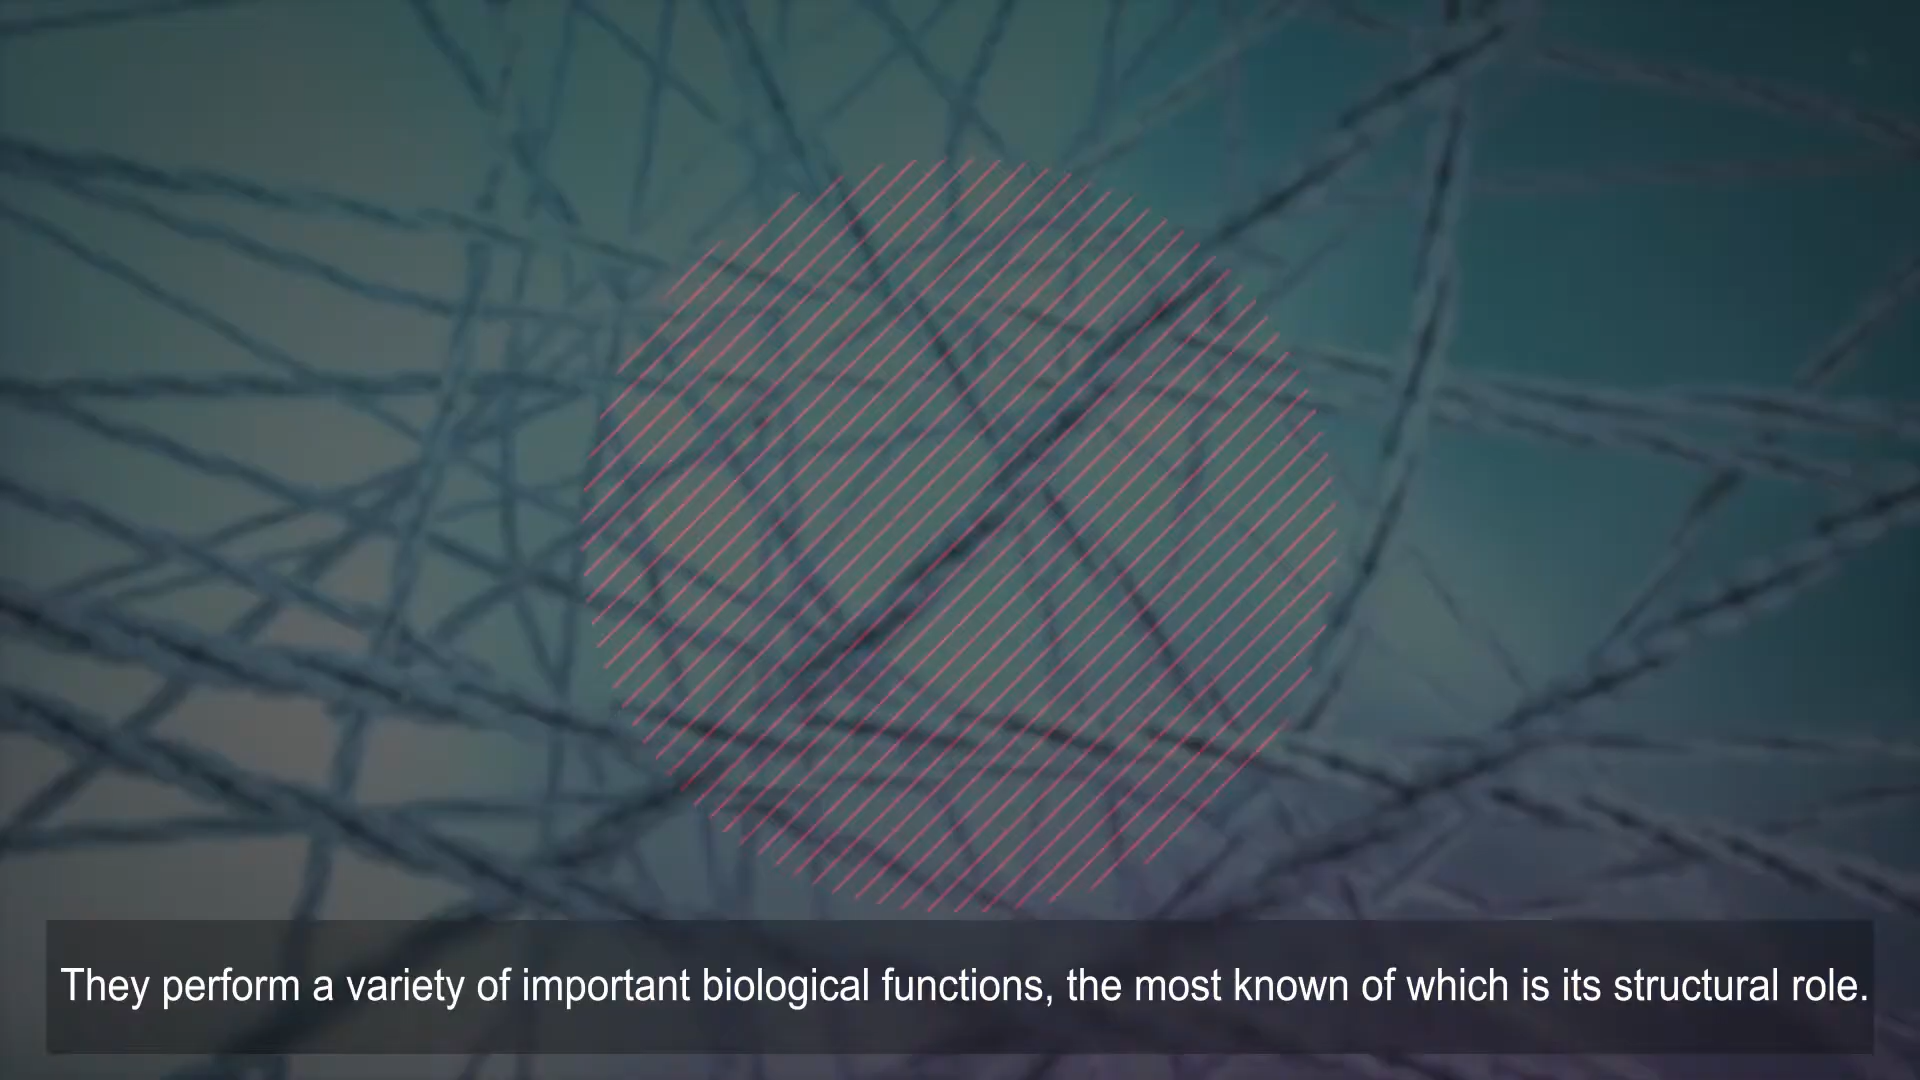 They perform a variety of important biological functions, the most known of which is its structural role.